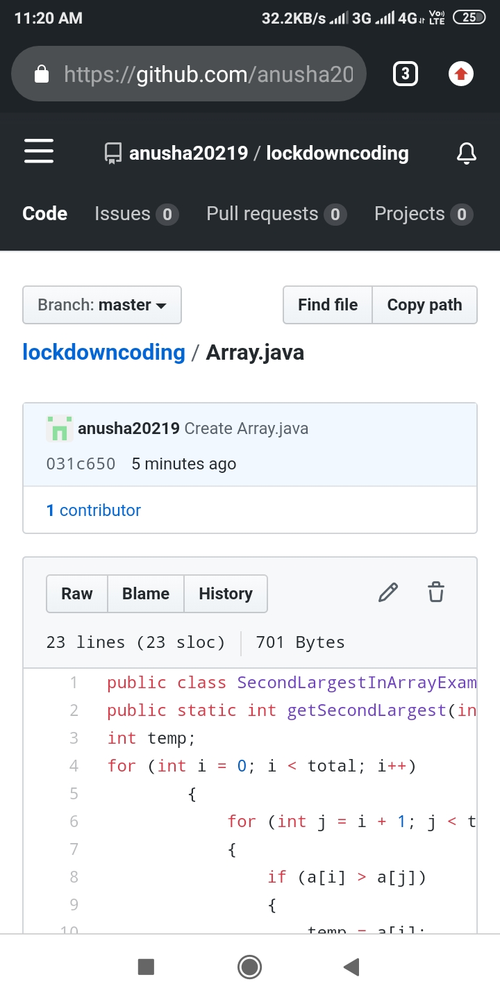 11:20 AM 32.2KB/s 3G 4G Vo)) LTE 25
https://github.com/anusha20 3
anusha20219 / lockdowncoding
Code Issues 0 Pull requests 0 Projects 0
Branch: master Find file Copy path
lockdowncoding / Array.java
anusha20219 Create Array.java
031c650 5 minutes ago
1 contributor
Raw Blame History
23 lines (23 sloc) 701 Bytes
1 public class SecondLargestInArrayExam
2 public static int getSecondLargest(in
3 int temp;
4 for (int i = 0; i < total; i++)
5 {
6 for (int j = i + 1; j < t
7 {
8 if (a[i] > a[j])
9 {
10 temp = a[i];